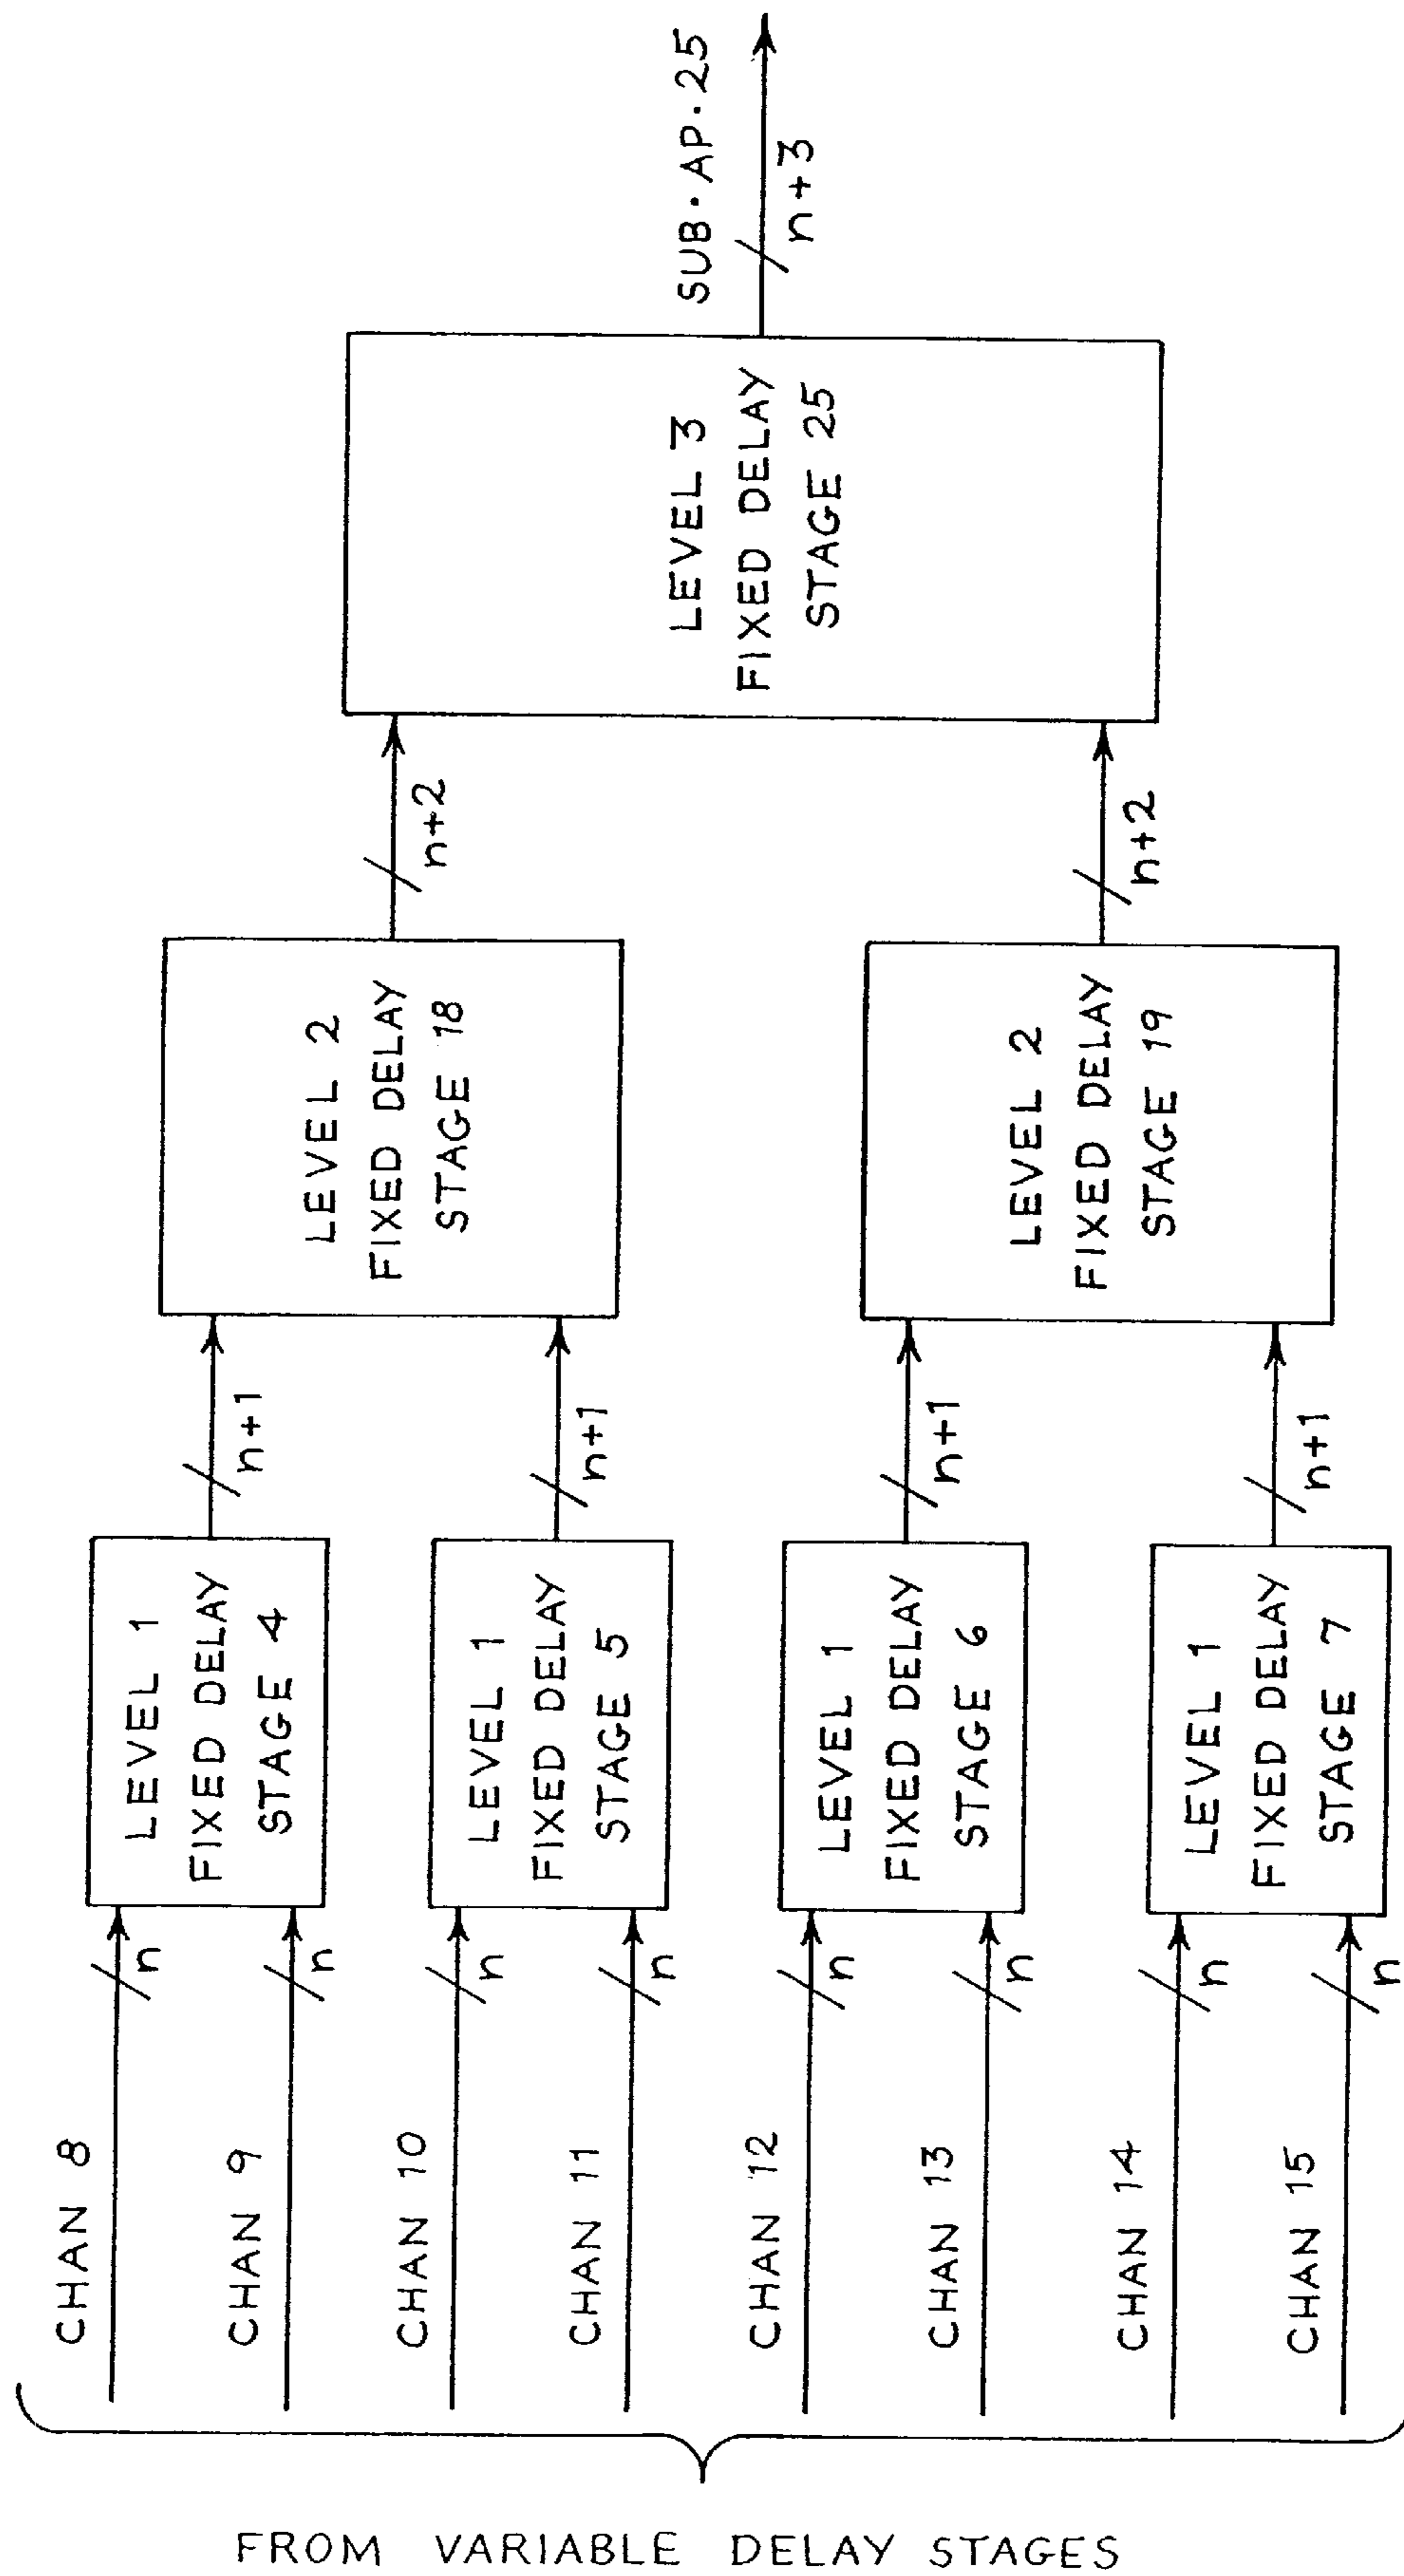 SUB. AP. 25
n+3
LEVEL 3
FIXED DELAY
STAGE 25
n+2
n+2
LEVEL 2
FIXED DELAY
STAGE 18
LEVEL 2
FIXED DELAY
STAGE 19
n+1
n+1
n+1
n+1
LEVEL 1
FIXED DELAY
STAGE 4
LEVEL 1
FIXED DELAY
STAGE 5
LEVEL 1
FIXED DELAY
STAGE 6
LEVEL 1
FIXED DELAY
STAGE 7
n
n
n
n
n
n
n
n
CHAN 8
CHAN 9
CHAN 10
CHAN 11
CHAN 12
CHAN 13
CHAN 14
CHAN 15
FROM VARIABLE DELAY STAGES